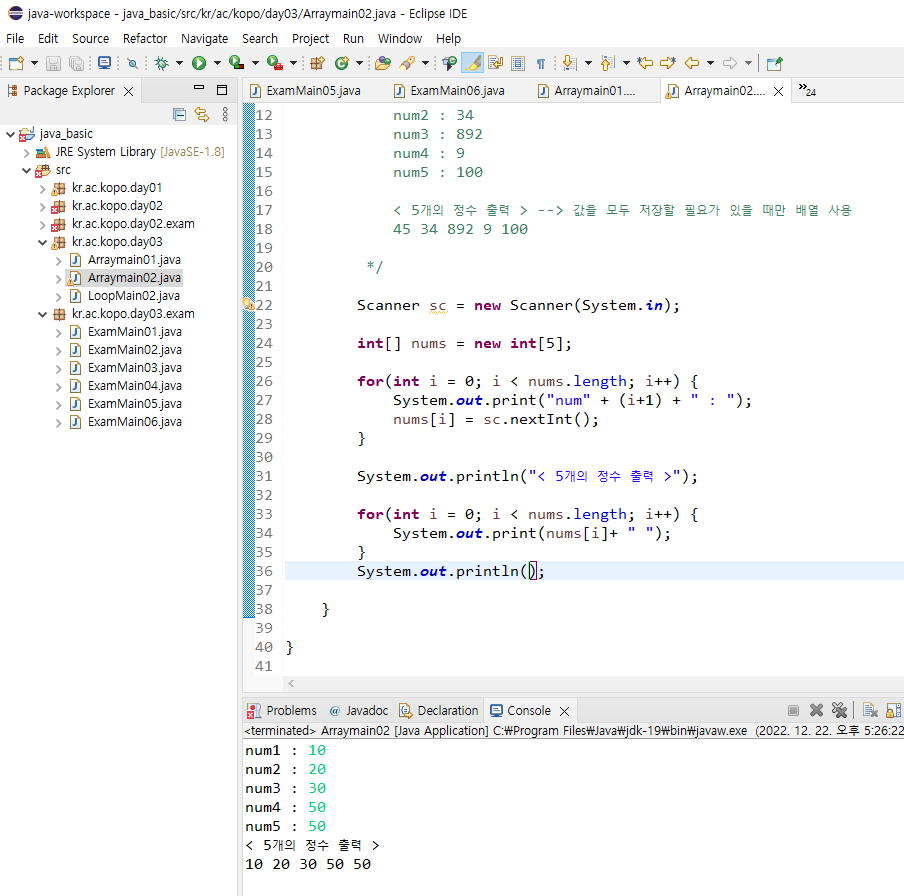 java-workspace - java_basic/src/kr/ac/kopo/day03/Arraymain02.java - Eclipse IDE
File Edit Source Refactor Navigate Search Project Run Window Help
Package Explorer
ExamMain05.java ExamMain06.java Arraymain01.... Arraymain02.... 24
java_basic
JRE System Library [JavaSE-1.8]
src
kr.ac.kopo.day01
kr.ac.kopo.day02
kr.ac.kopo.day02.exam
kr.ac.kopo.day03
Arraymain01.java
Arraymain02.java
LoopMain02.java
kr.ac.kopo.day03.exam
ExamMain01.java
ExamMain02.java
ExamMain03.java
ExamMain04.java
ExamMain05.java
ExamMain06.java
12 num2 : 34
13 num3 : 892
14 num4 : 9
15 num5 : 100
16
17 < 5개의 정수 출력 > --> 값을 모두 저장할 필요가 있을 때만 배열 사용
18 45 34 892 9 100
19
20 */
21
22 Scanner sc = new Scanner(System.in);
23
24 int[] nums = new int[5];
25
26 for(int i = 0; i < nums.length; i++) {
27 System.out.print("num" + (i+1) + " : ");
28 nums[i] = sc.nextInt();
29 }
30
31 System.out.println("< 5개의 정수 출력 >");
32
33 for(int i = 0; i < nums.length; i++) {
34 System.out.print(nums[i]+ " ");
35 }
36 System.out.println();
37
38 }
39
40 }
41
Problems @ Javadoc Declaration Console
<terminated> Arraymain02 [Java Application] C:₩Program Files₩Java₩jdk-19₩bin₩javaw.exe (2022. 12. 22. 오후 5:26:22
num1 : 10
num2 : 20
num3 : 30
num4 : 50
num5 : 50
< 5개의 정수 출력 >
10 20 30 50 50